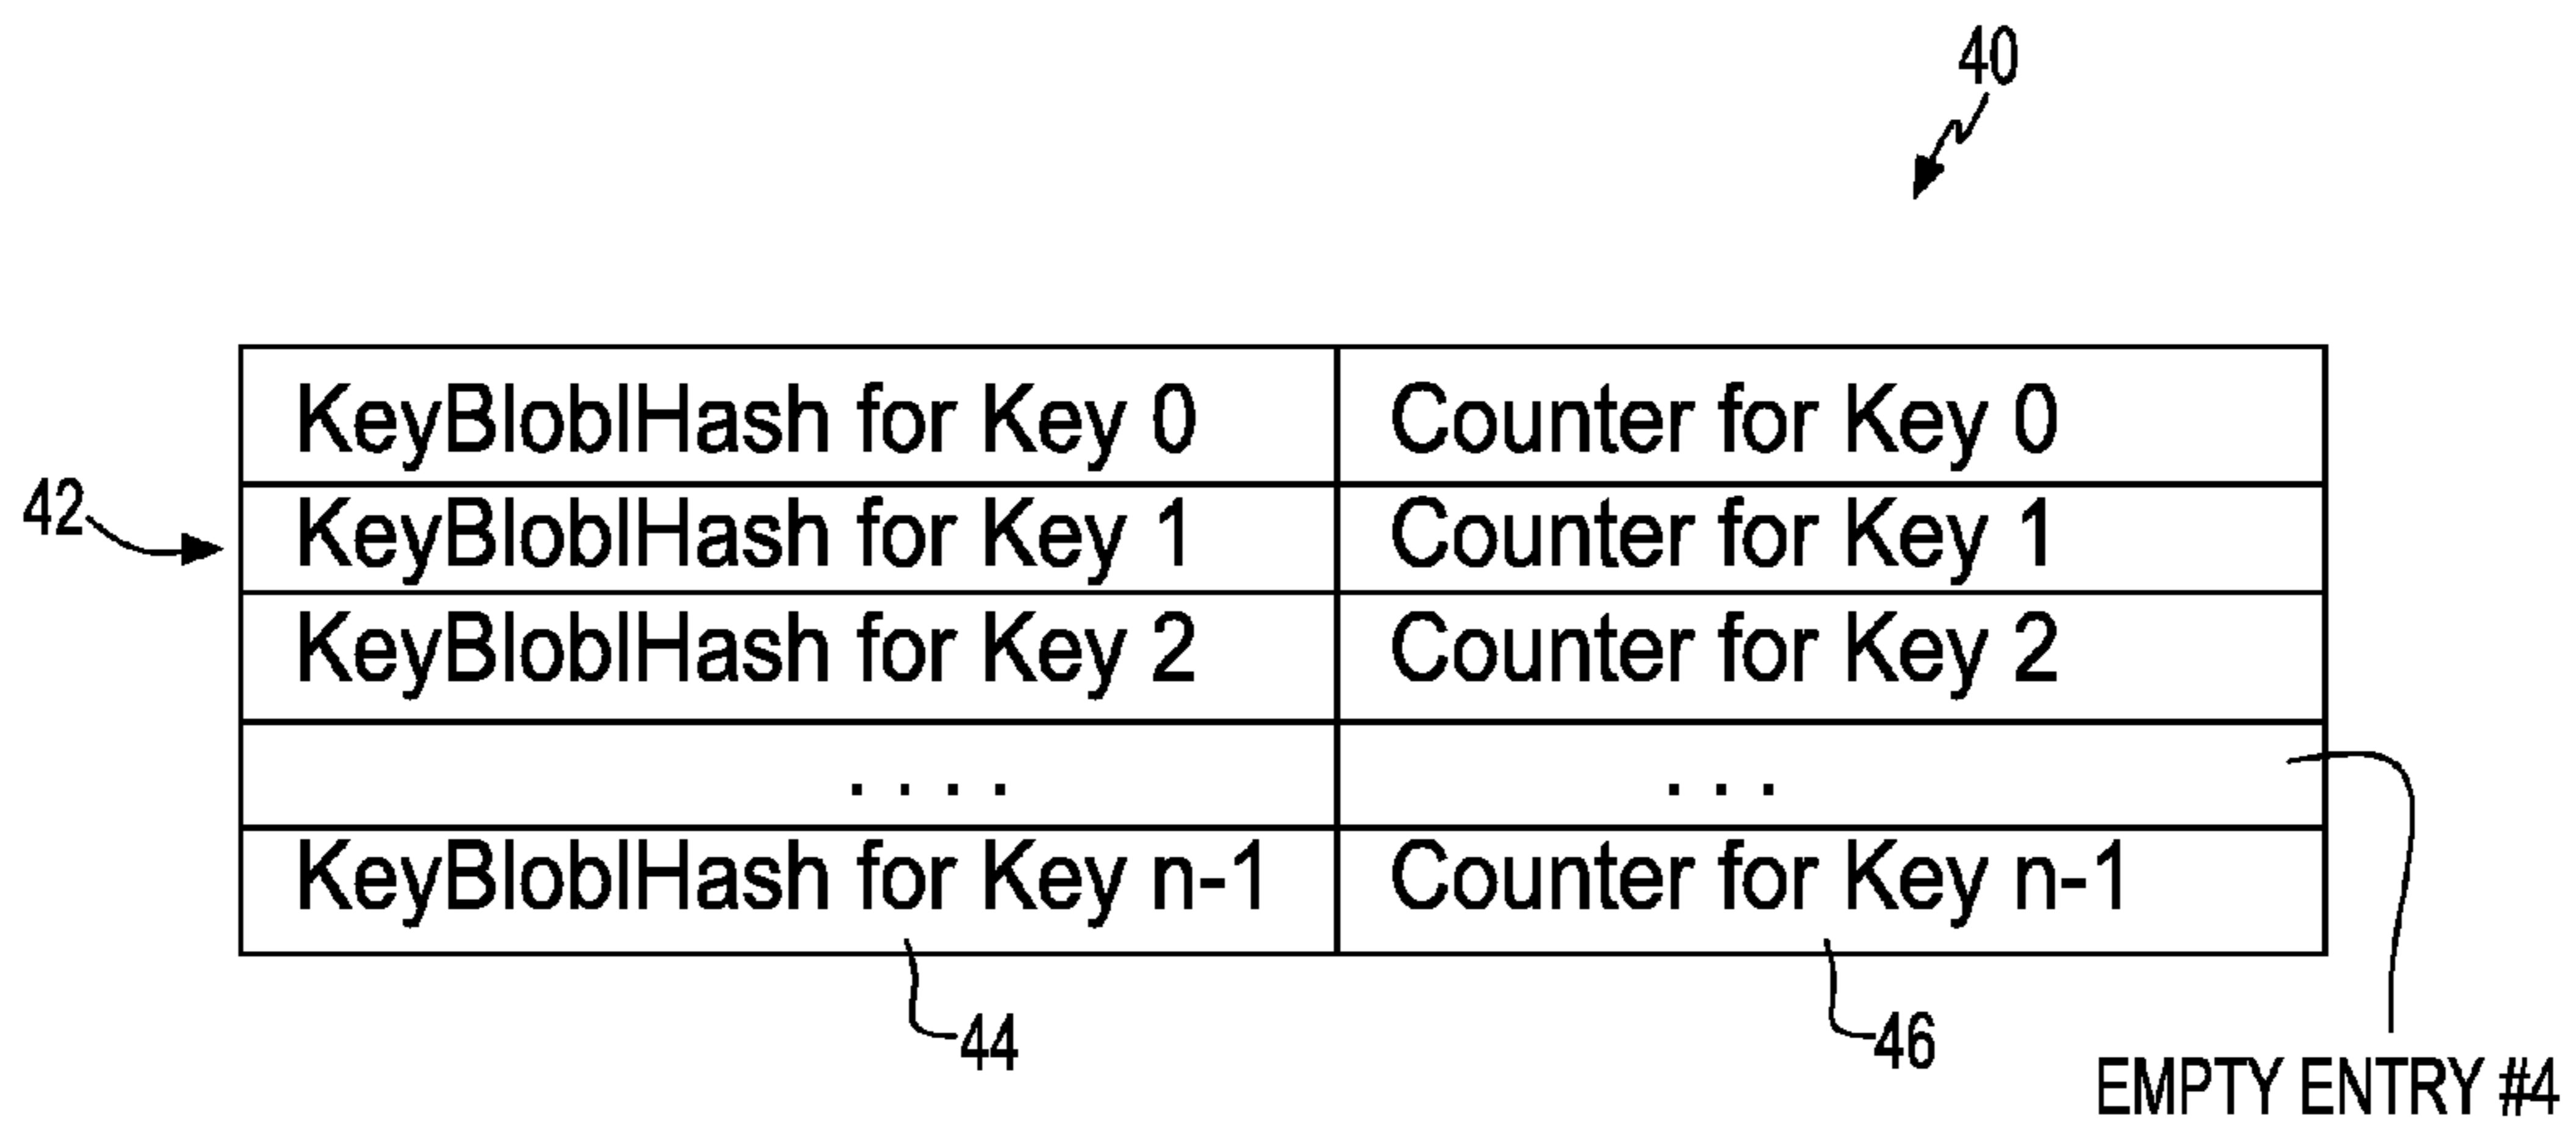 40
KeyBloblHash for Key 0 Counter for Key 0
42
KeyBloblHash for Key 1 Counter for Key 1
KeyBloblHash for Key 2 Counter for Key 2
. . . . . . .
KeyBloblHash for Key n-1 Counter for Key n-1
44 46
EMPTY ENTRY #4